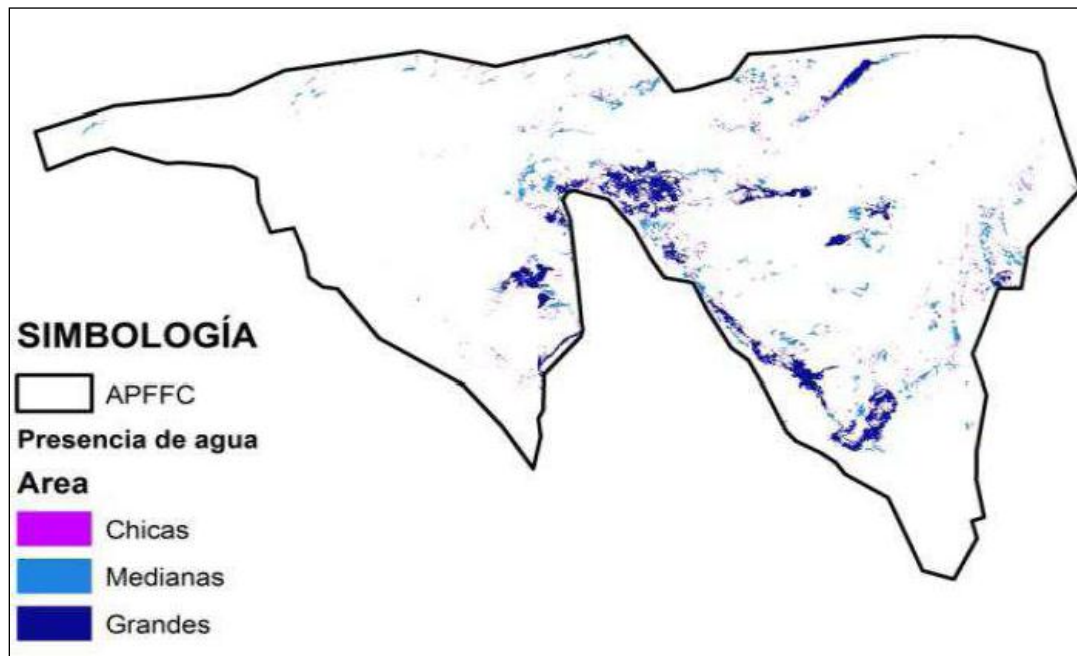 SIMBOLOGÍA
APFFC
Presencia de agua
Area
Chicas
Medianas
Grandes